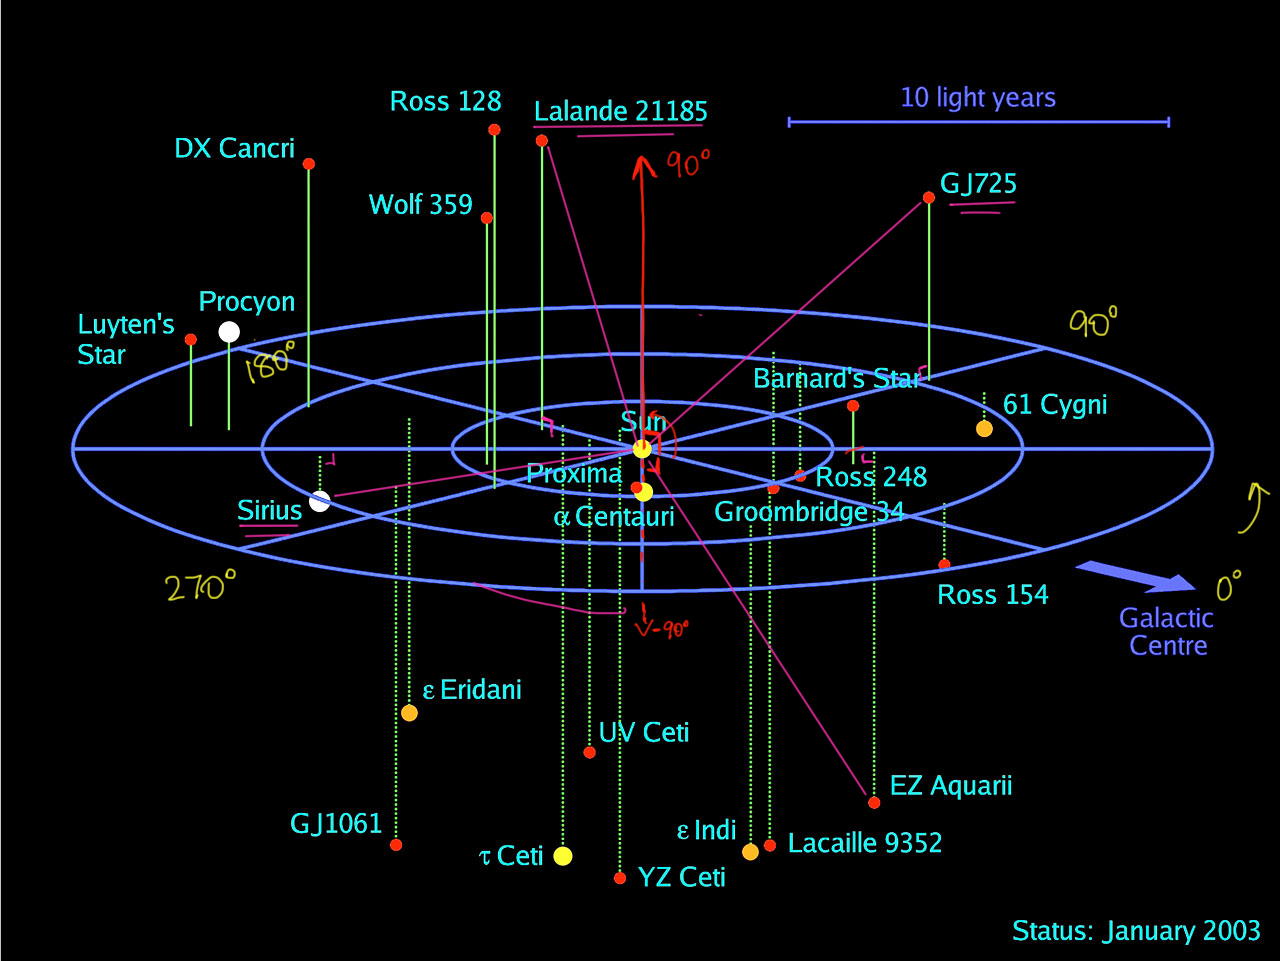 10 light years
Ross 128
Lalande 21185
DX Cancri
90°
GJ725
Wolf 359
Procyon
Luyten's
Star
180°
90°
Barnard's Star
61 Cygni
Sun
Proxima
Ross 248
Sirius
α Centauri
Groombridge 34
270°
0°
Ross 154
Galactic
Centre
-90°
ε Eridani
UV Ceti
EZ Aquarii
GJ1061
ε Indi
Lacaille 9352
τ Ceti
YZ Ceti
Status: January 2003